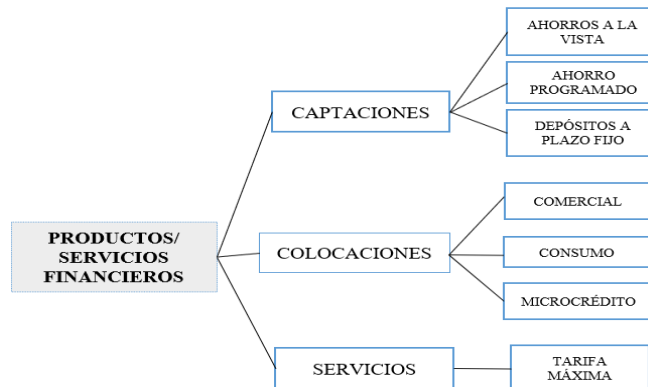 PRODUCTOS/
SERVICIOS
FINANCIEROS
CAPTACIONES
AHORROS A LA
VISTA
AHORRO
PROGRAMADO
DEPÓSITOS A
PLAZO FIJO
COLOCACIONES
COMERCIAL
CONSUMO
MICROCRÉDITO
SERVICIOS
TARIFA
MÁXIMA